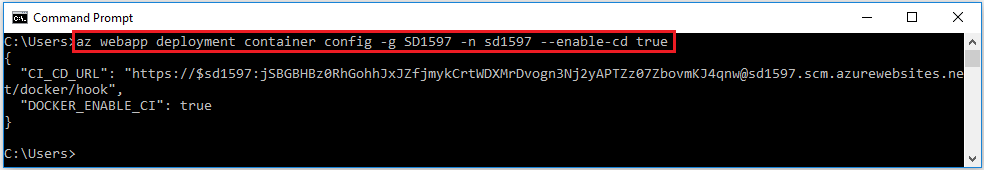 Command Prompt
C:\Users>az webapp deployment container config -g SD1597 -n sd1597 --enable-cd true
{
  "CI_CD_URL": "https://$sd1597:jSBGBHBz0RhGohhJxJZfjmykCrtWDXMrDvogn3Nj2yAPTZz07ZbovmKJ4qnw@sd1597.scm.azurewebsites.ne
t/docker/hook",
  "DOCKER_ENABLE_CI": true
}
C:\Users>